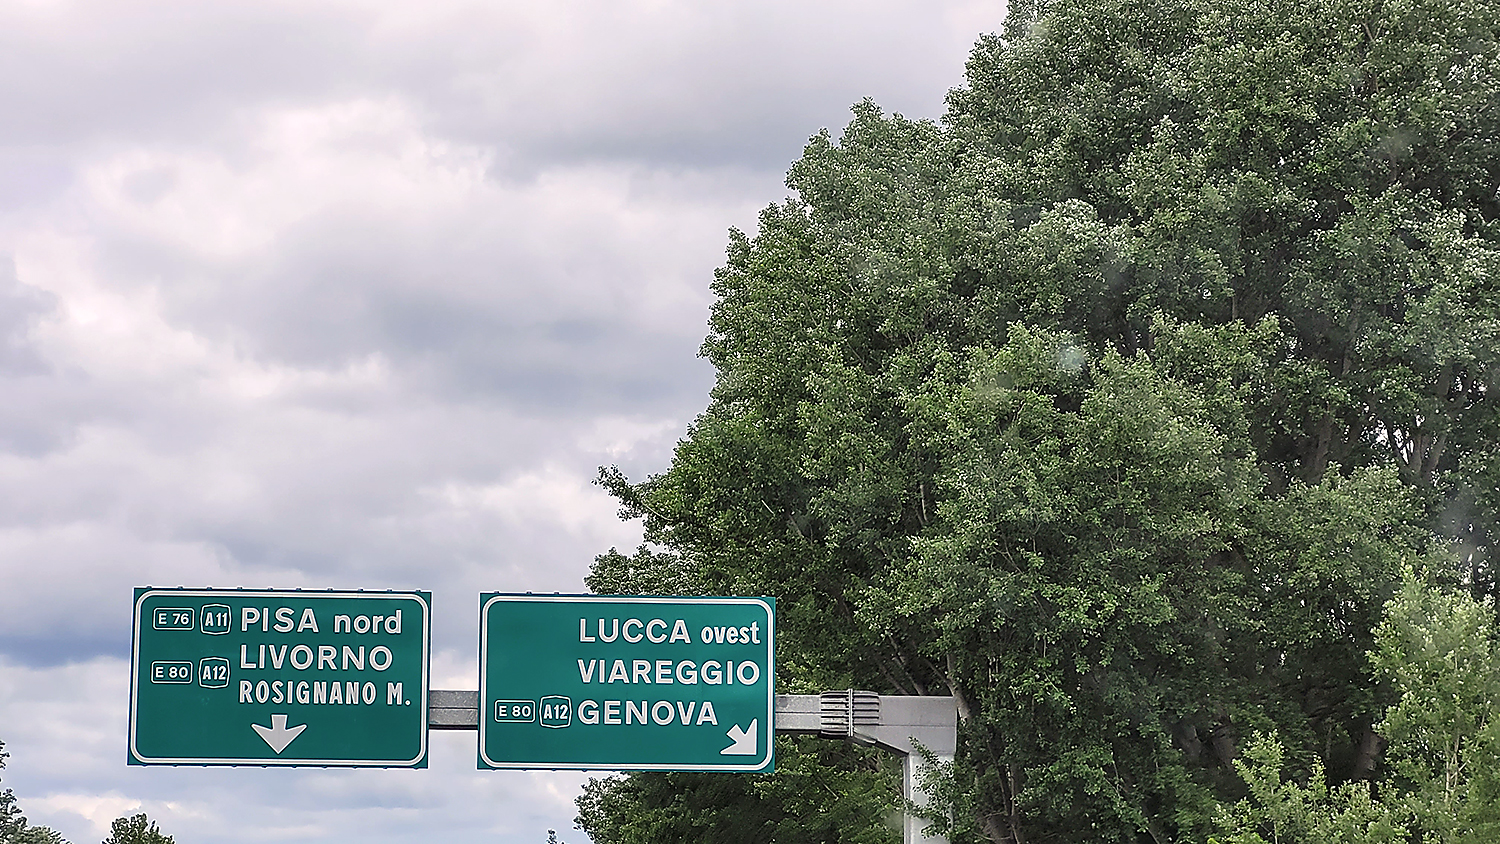 E 76 A11 PISA nord
LIVORNO
E 80 A12
ROSIGNANO M.
LUCCA ovest
VIAREGGIO
E 80 A12 GENOVA